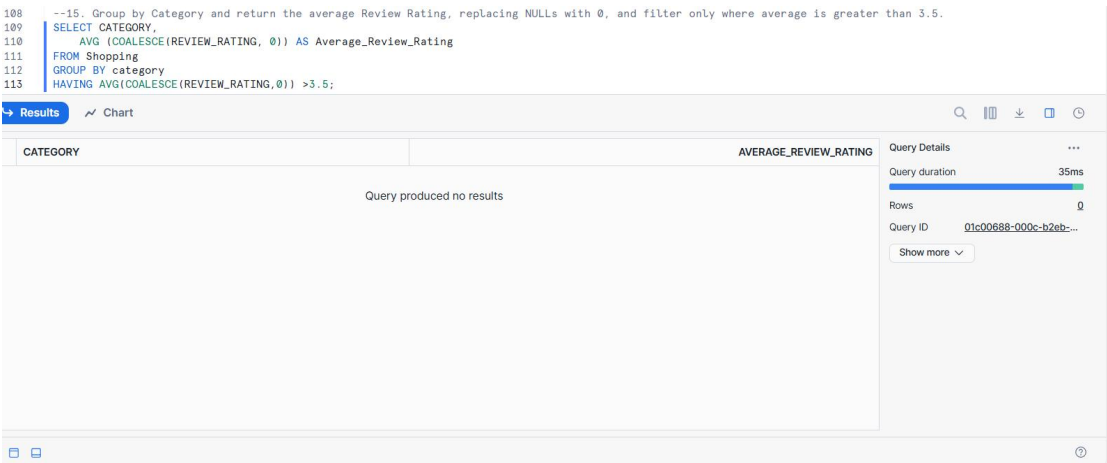 108 --15. Group by Category and return the average Review Rating, replacing NULLs with 0, and filter only where average is greater than 3.5.
109 SELECT CATEGORY,
110 AVG (COALESCE(REVIEW_RATING, 0)) AS Average_Review_Rating
111 FROM Shopping
112 GROUP BY category
113 HAVING AVG(COALESCE(REVIEW_RATING,0)) >3.5;
Results Chart
CATEGORY AVERAGE_REVIEW_RATING
Query produced no results
Query Details ...
Query duration 35ms
Rows 0
Query ID 01c00688-000c-b2eb-...
Show more